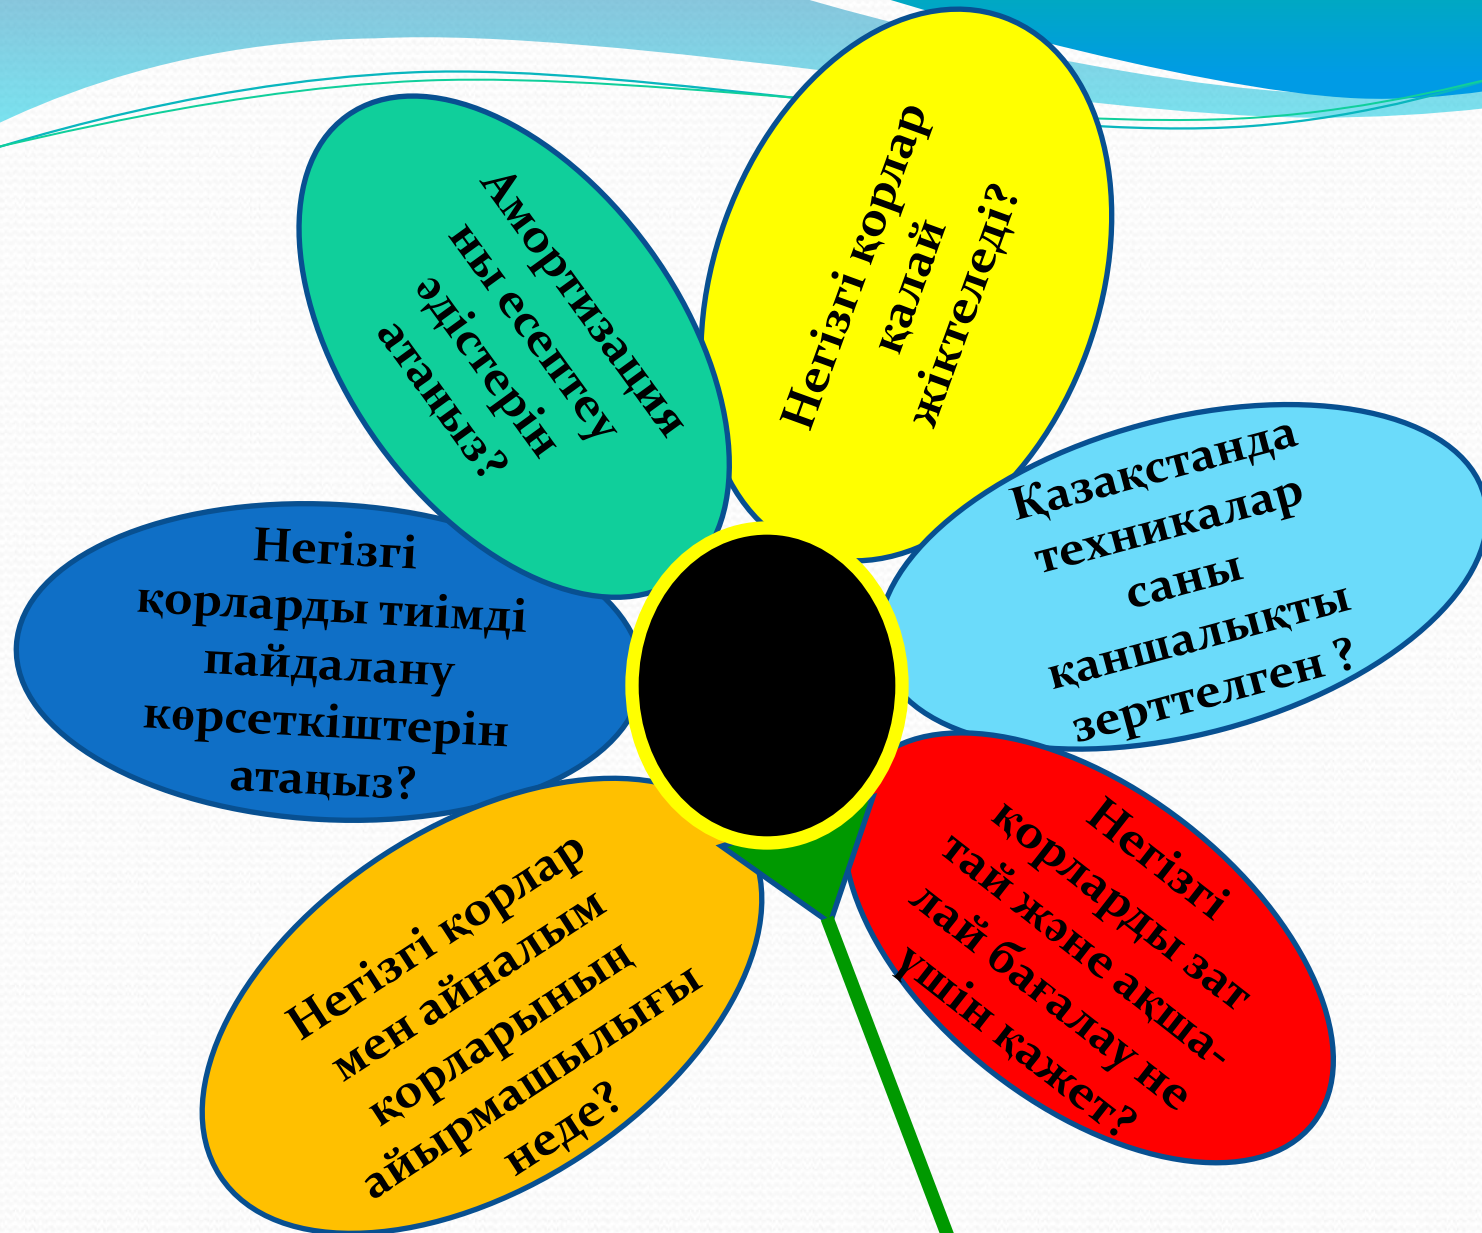 Амортизация
ны есептеу
әдістерін
атаңыз?
Негізгі қорлар
қалай
жіктеледі?
Қазақстанда
техникалар
саны
қаншалықты
зерттелген ?
Негізгі
қорларды тиімді
пайдалану
көрсеткіштерін
атаңыз?
Негізгі қорлар
мен айналым
қорларының
айырмашылығы
неде?
Негізгі
қорларды зат
тай және ақша-
лай бағалау не
үшін қажет?